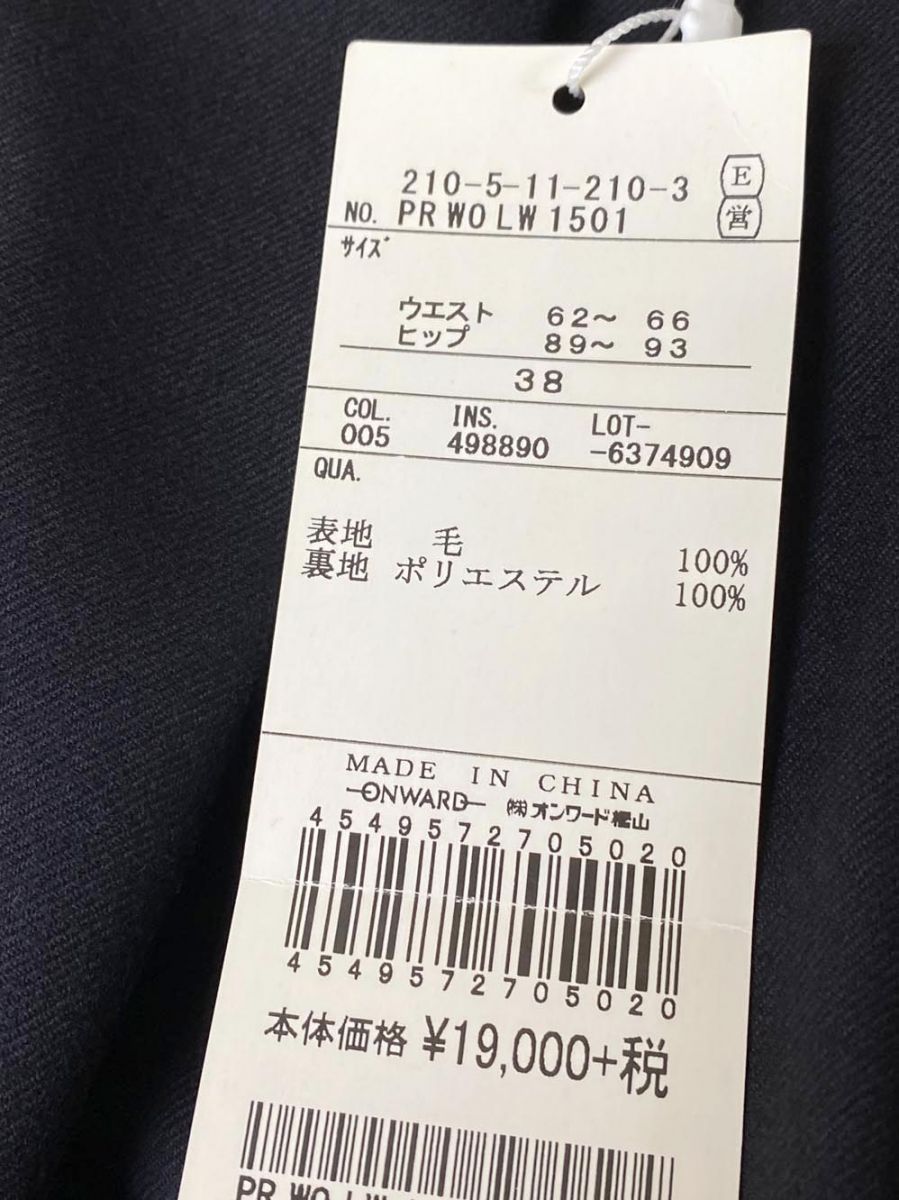 210-5-11-210-3 E
NO. PR WO LW 1501 営
サイズ
ウエスト 62～ 66
ヒップ 89～ 93
38
COL. INS. LOT-
005 498890 -6374909
QUA.
表地 毛 100%
裏地 ポリエステル 100%
MADE IN CHINA
ONWARD ㈱オンワード樫山
4549572705020
4549572705020
本体価格 ¥19,000+税
PR WO LW